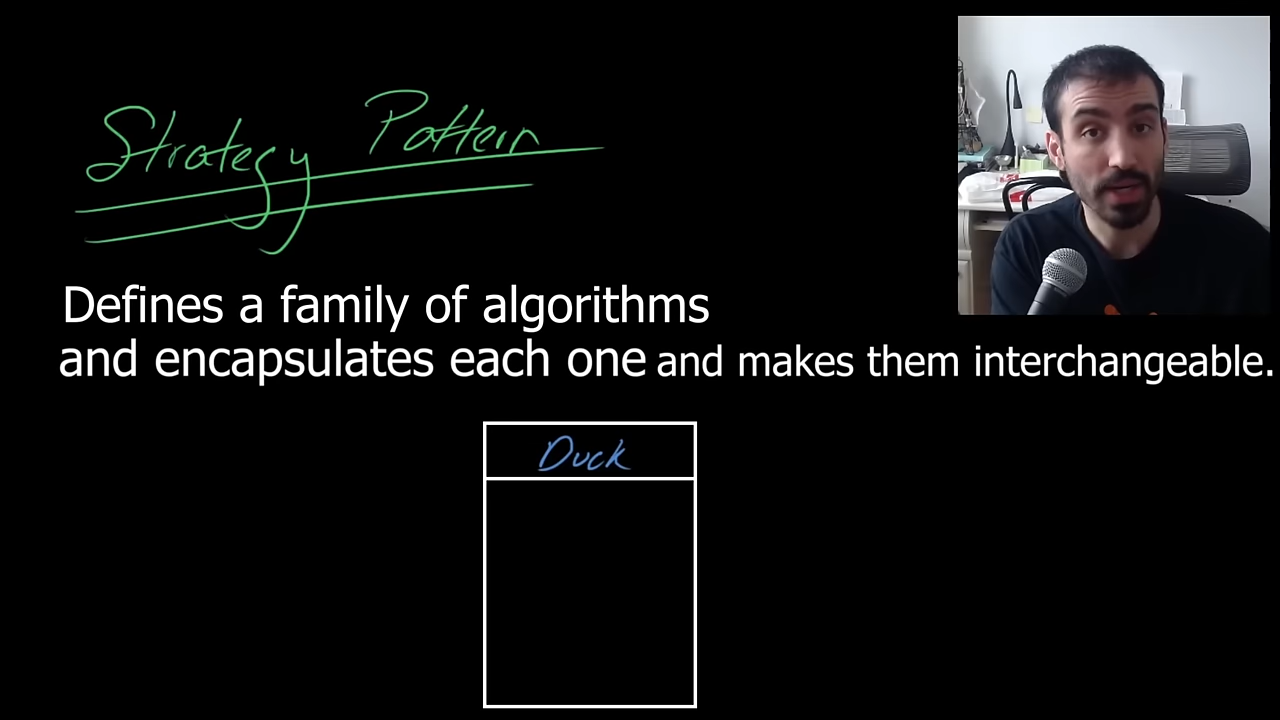 Strategy Pattern
Defines a family of algorithms
and encapsulates each one and makes them interchangeable.
Duck